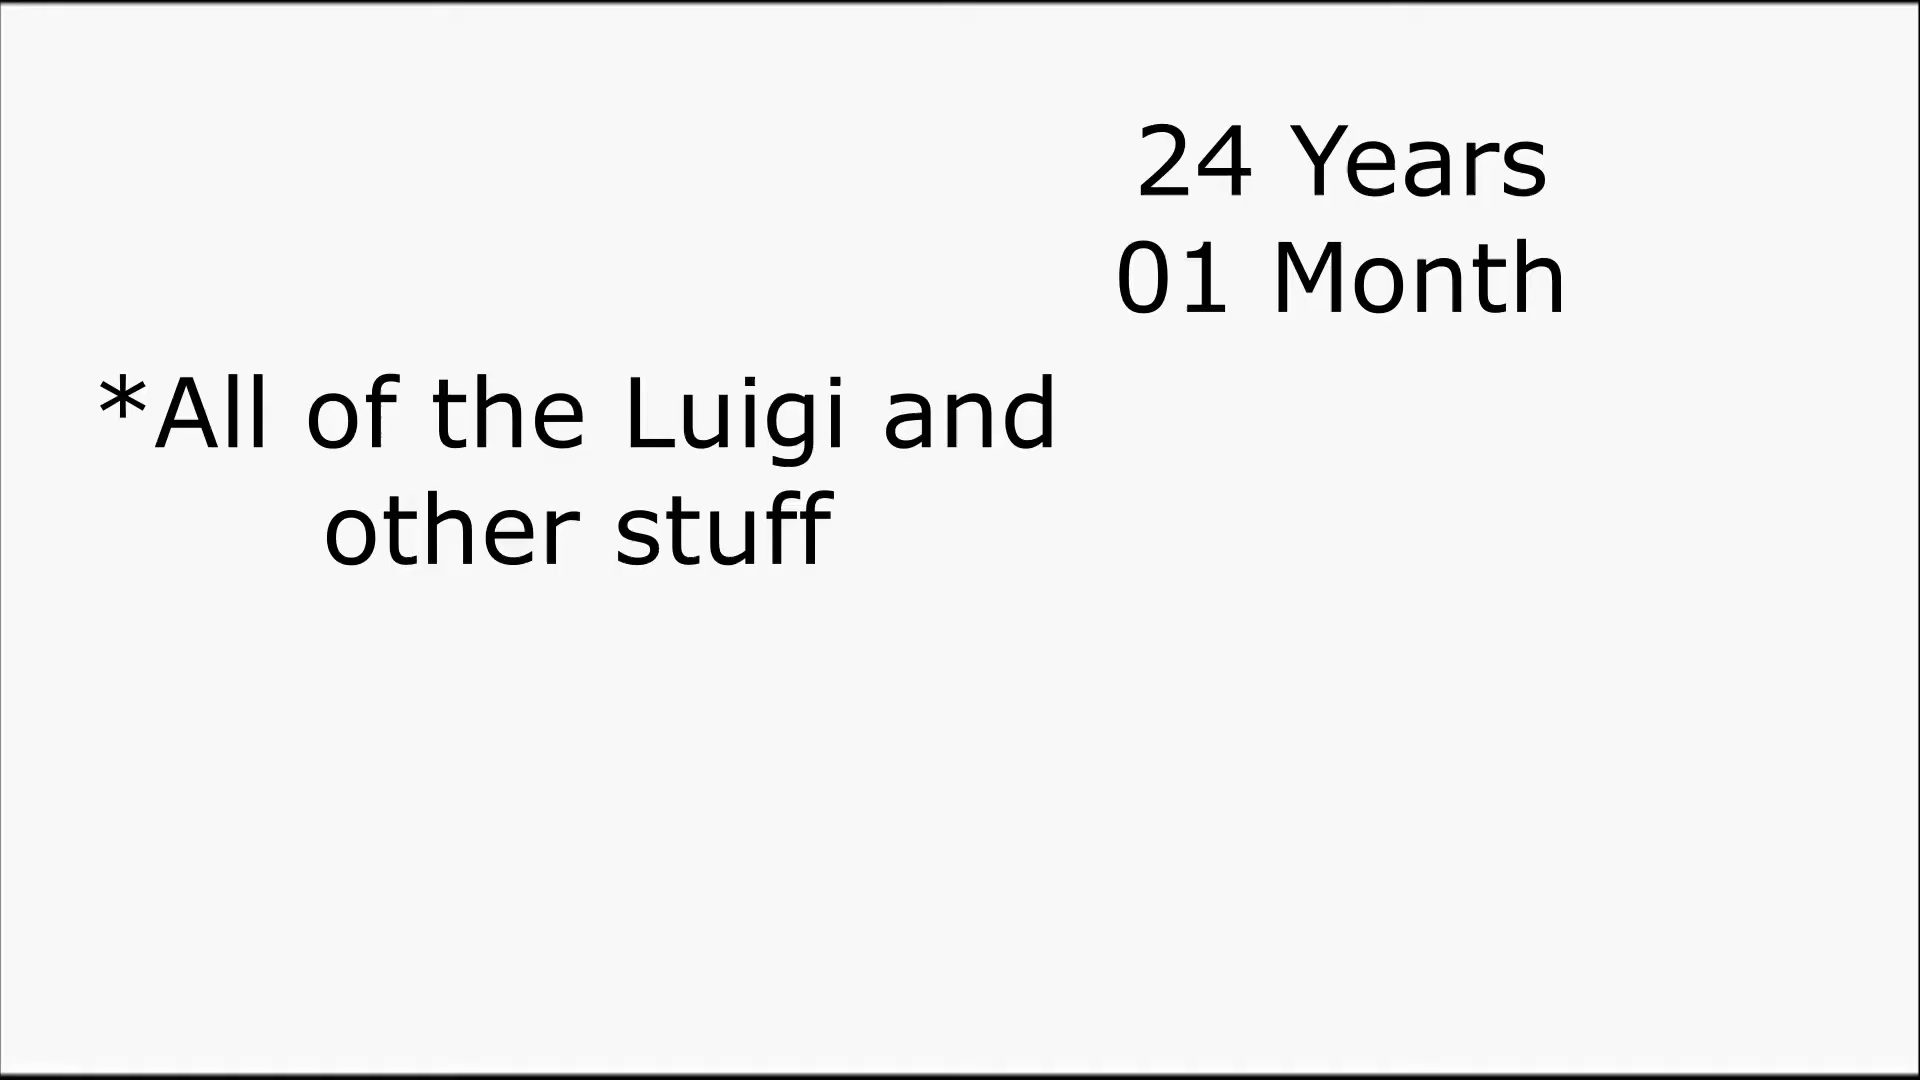 24 Years
01 Month
*All of the Luigi and
other stuff